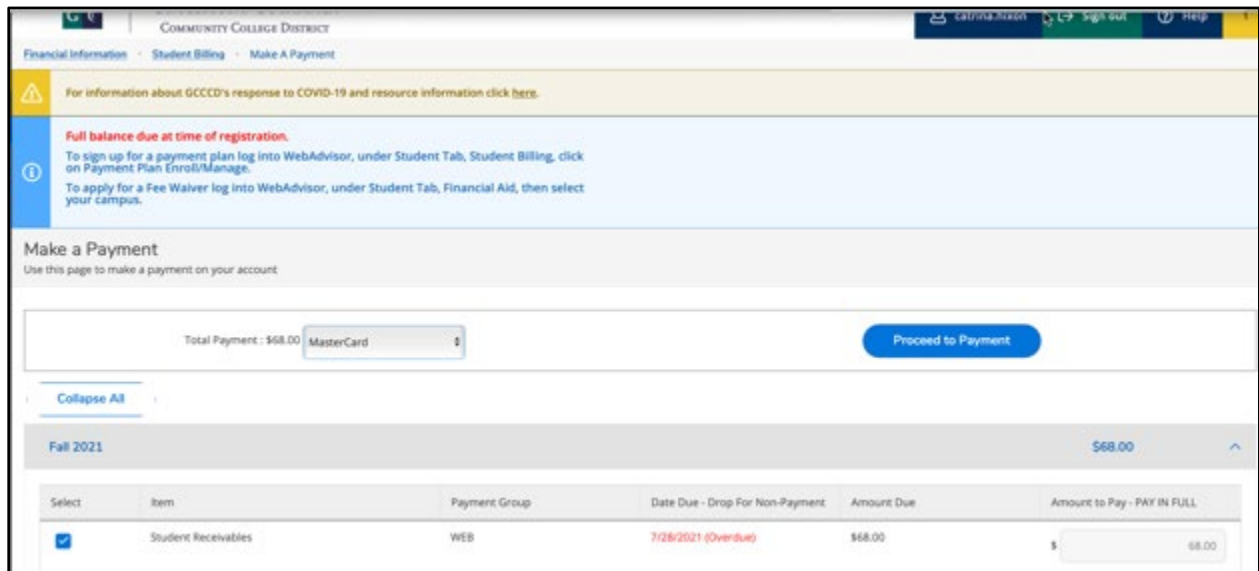 COMMUNITY COLLEGE DISTRICT
catrina.nixon Sign out Help
Financial Information Student Billing Make A Payment
For information about GCCCD's response to COVID-19 and resource information click here.
Full balance due at time of registration.
To sign up for a payment plan log into WebAdvisor, under Student Tab, Student Billing, click
on Payment Plan Enroll/Manage.
To apply for a Fee Waiver log into WebAdvisor, under Student Tab, Financial Aid, then select
your campus.
Make a Payment
Use this page to make a payment on your account
Total Payment : $68.00 MasterCard Proceed to Payment
Collapse All
Fall 2021 $68.00
Select Item Payment Group Date Due - Drop For Non-Payment Amount Due Amount to Pay - PAY IN FULL
Student Receivables WEB 7/28/2021 (Overdue) $68.00 $ 68.00